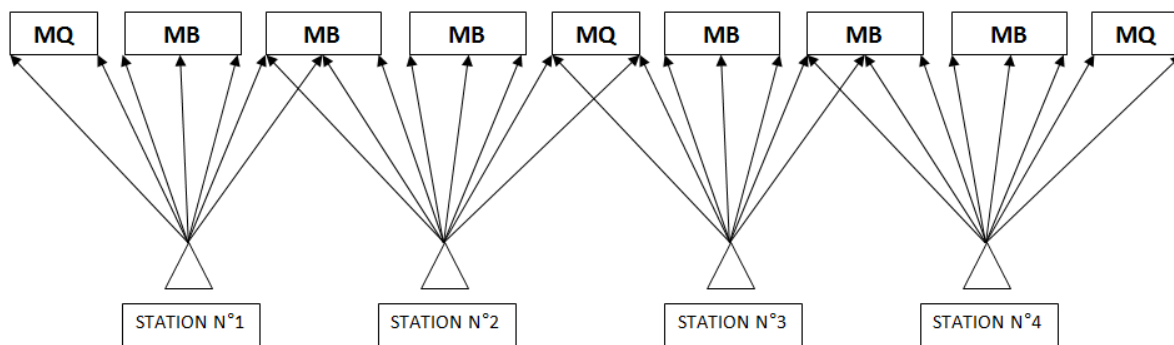 MQ MB MB MB MQ MB MB MB MQ
STATION N°1 STATION N°2 STATION N°3 STATION N°4